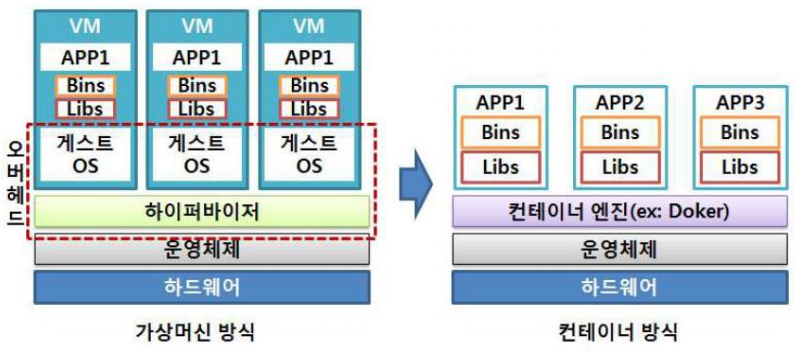 VM
APP1
Bins
Libs
게스트
OS
VM
APP1
Bins
Libs
게스트
OS
VM
APP1
Bins
Libs
게스트
OS
오버헤드
하이퍼바이저
운영체제
하드웨어
가상머신 방식
APP1
Bins
Libs
APP2
Bins
Libs
APP3
Bins
Libs
컨테이너 엔진(ex: Doker)
운영체제
하드웨어
컨테이너 방식